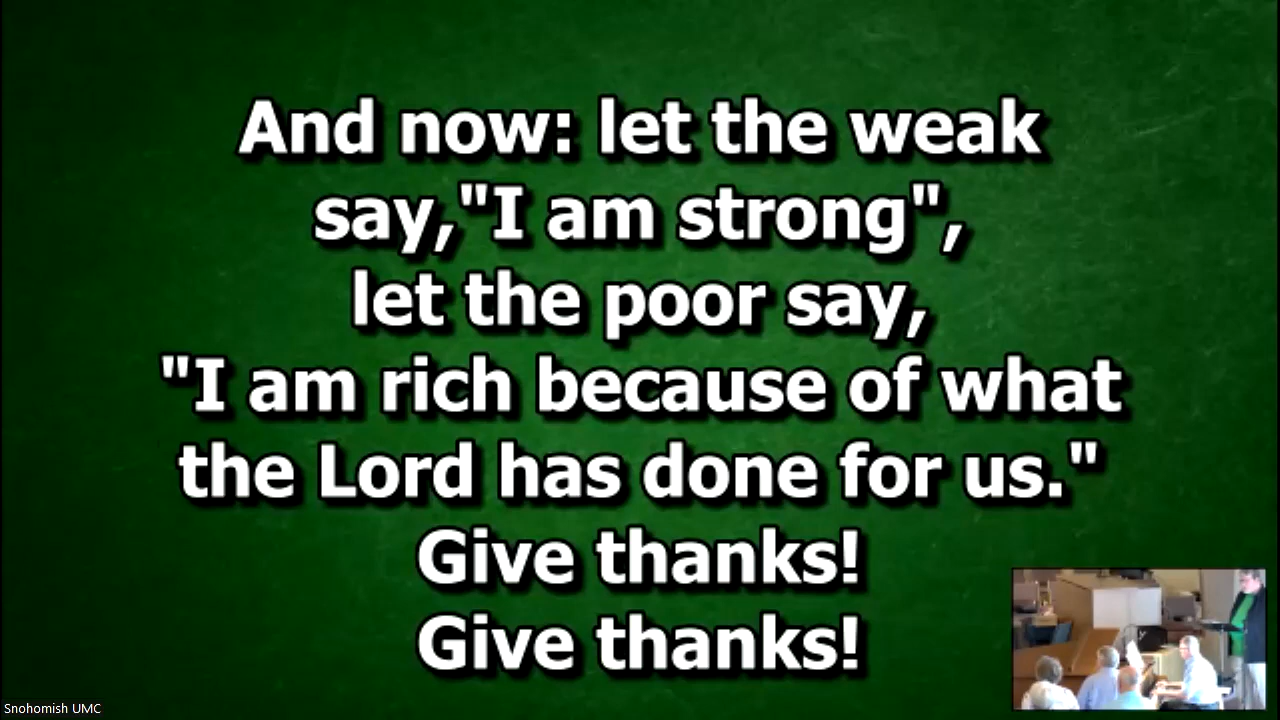 And now: let the weak
say,"I am strong",
let the poor say,
"I am rich because of what
the Lord has done for us."
Give thanks!
Give thanks!
Snohomish UMC